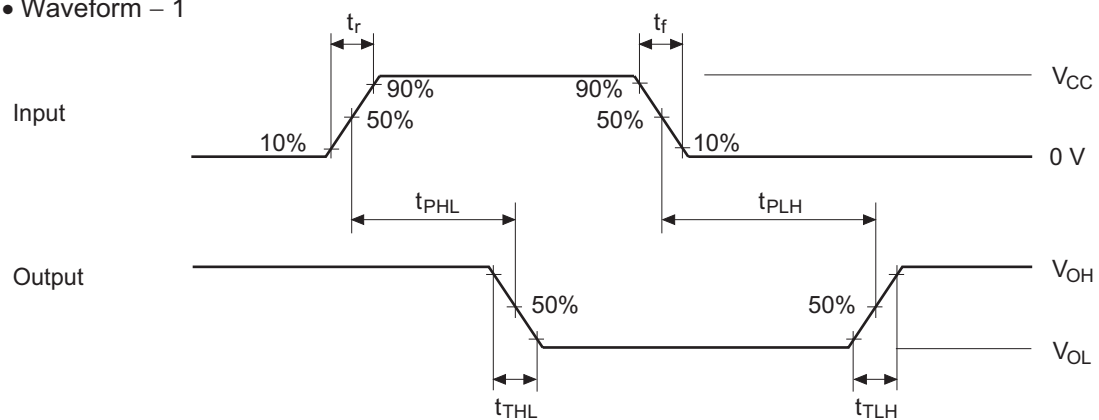 • Waveform – 1
tr
tf
VCC
90%
90%
Input
50%
50%
10%
10%
0 V
tPHL
tPLH
Output
VOH
50%
50%
VOL
tTHL
tTLH